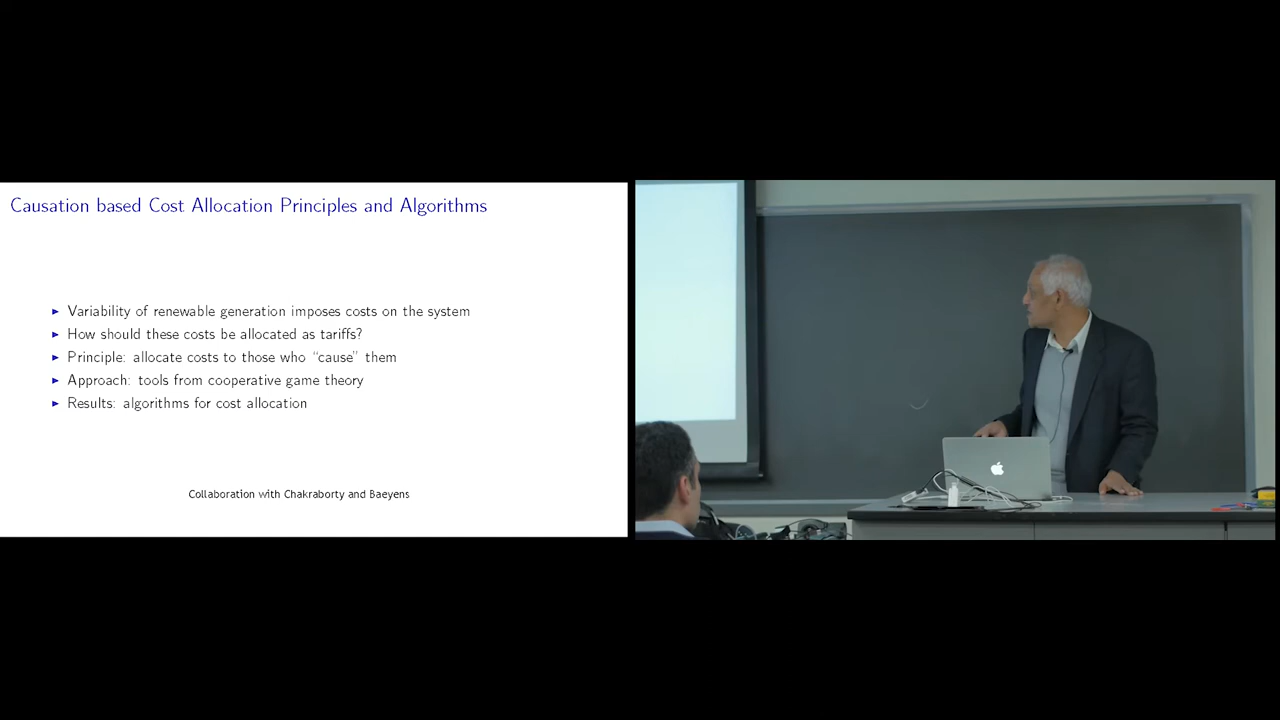 Causation based Cost Allocation Principles and Algorithms
Variability of renewable generation imposes costs on the system
How should these costs be allocated as tariffs?
Principle: allocate costs to those who “cause” them
Approach: tools from cooperative game theory
Results: algorithms for cost allocation
Collaboration with Chakraborty and Baeyens